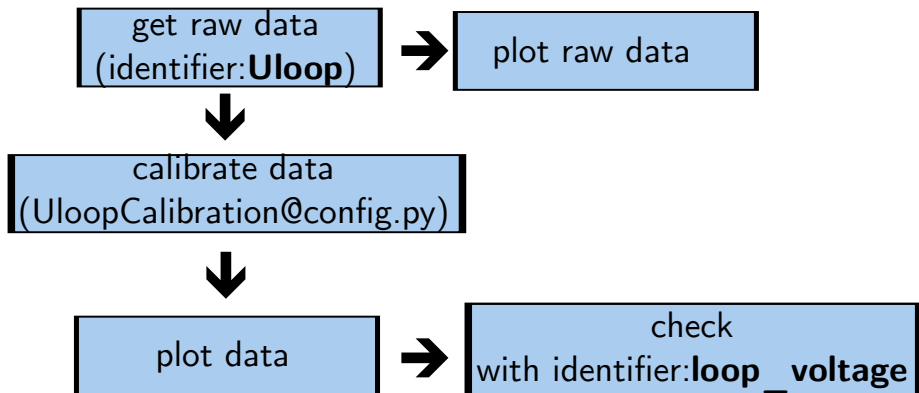 get raw data
(identifier:Uloop)
plot raw data
calibrate data
(UloopCalibration@config.py)
plot data
check
with identifier:loop_voltage